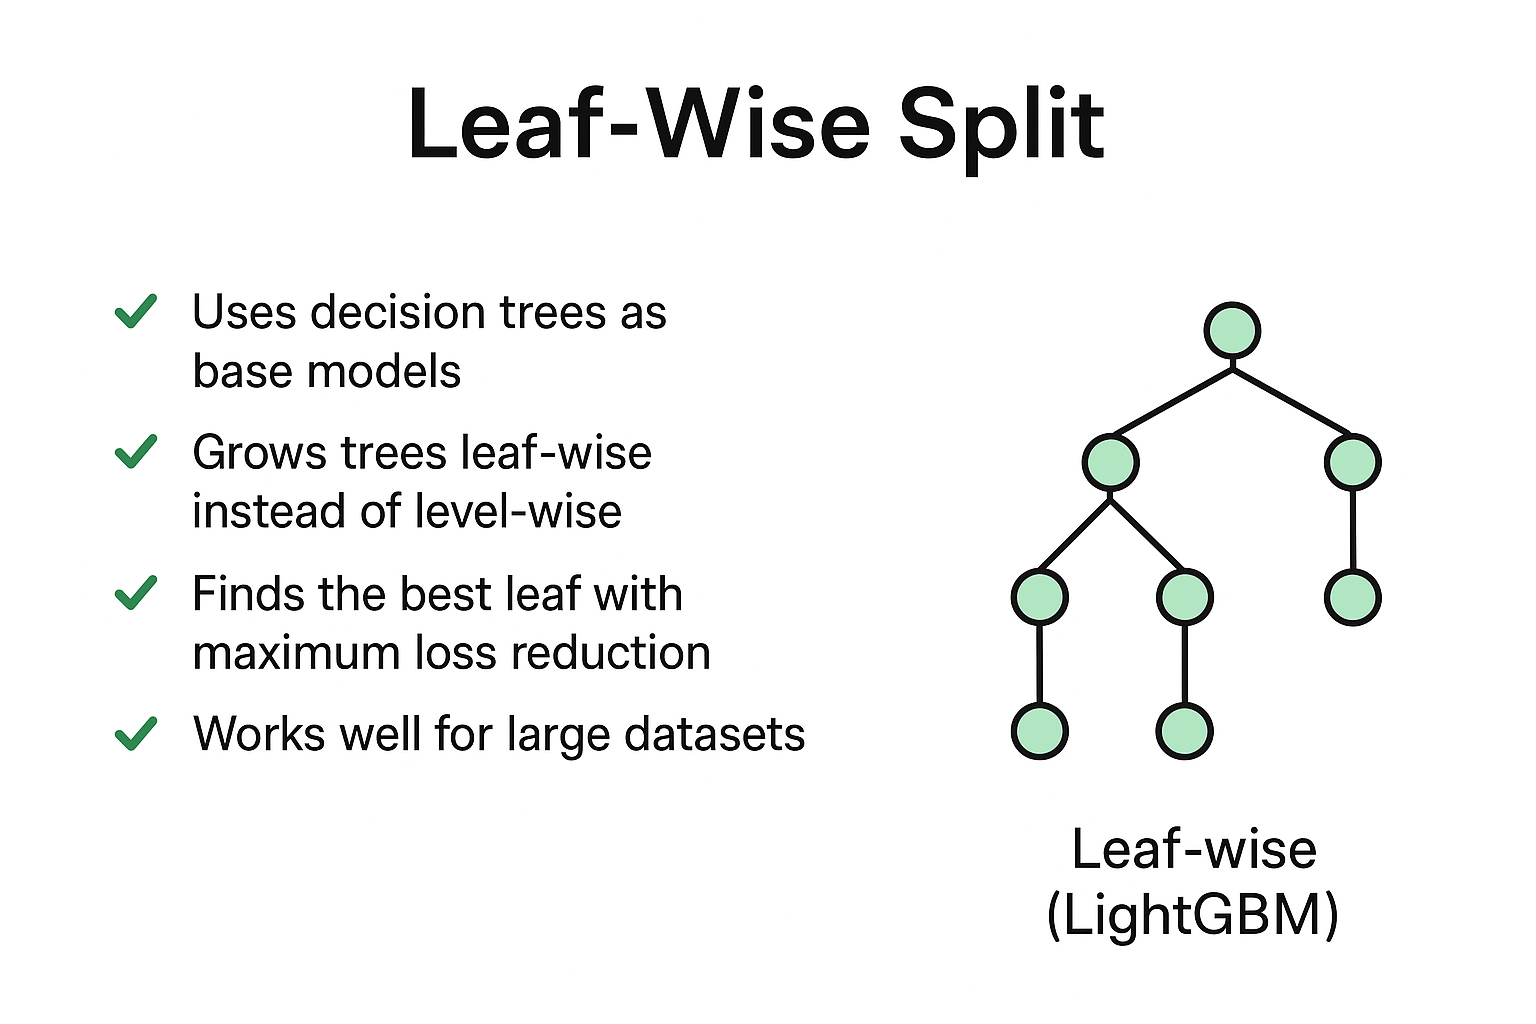 Leaf-Wise Split
Uses decision trees as
base models
Grows trees leaf-wise
instead of level-wise
Finds the best leaf with
maximum loss reduction
Works well for large datasets
Leaf-wise
(LightGBM)